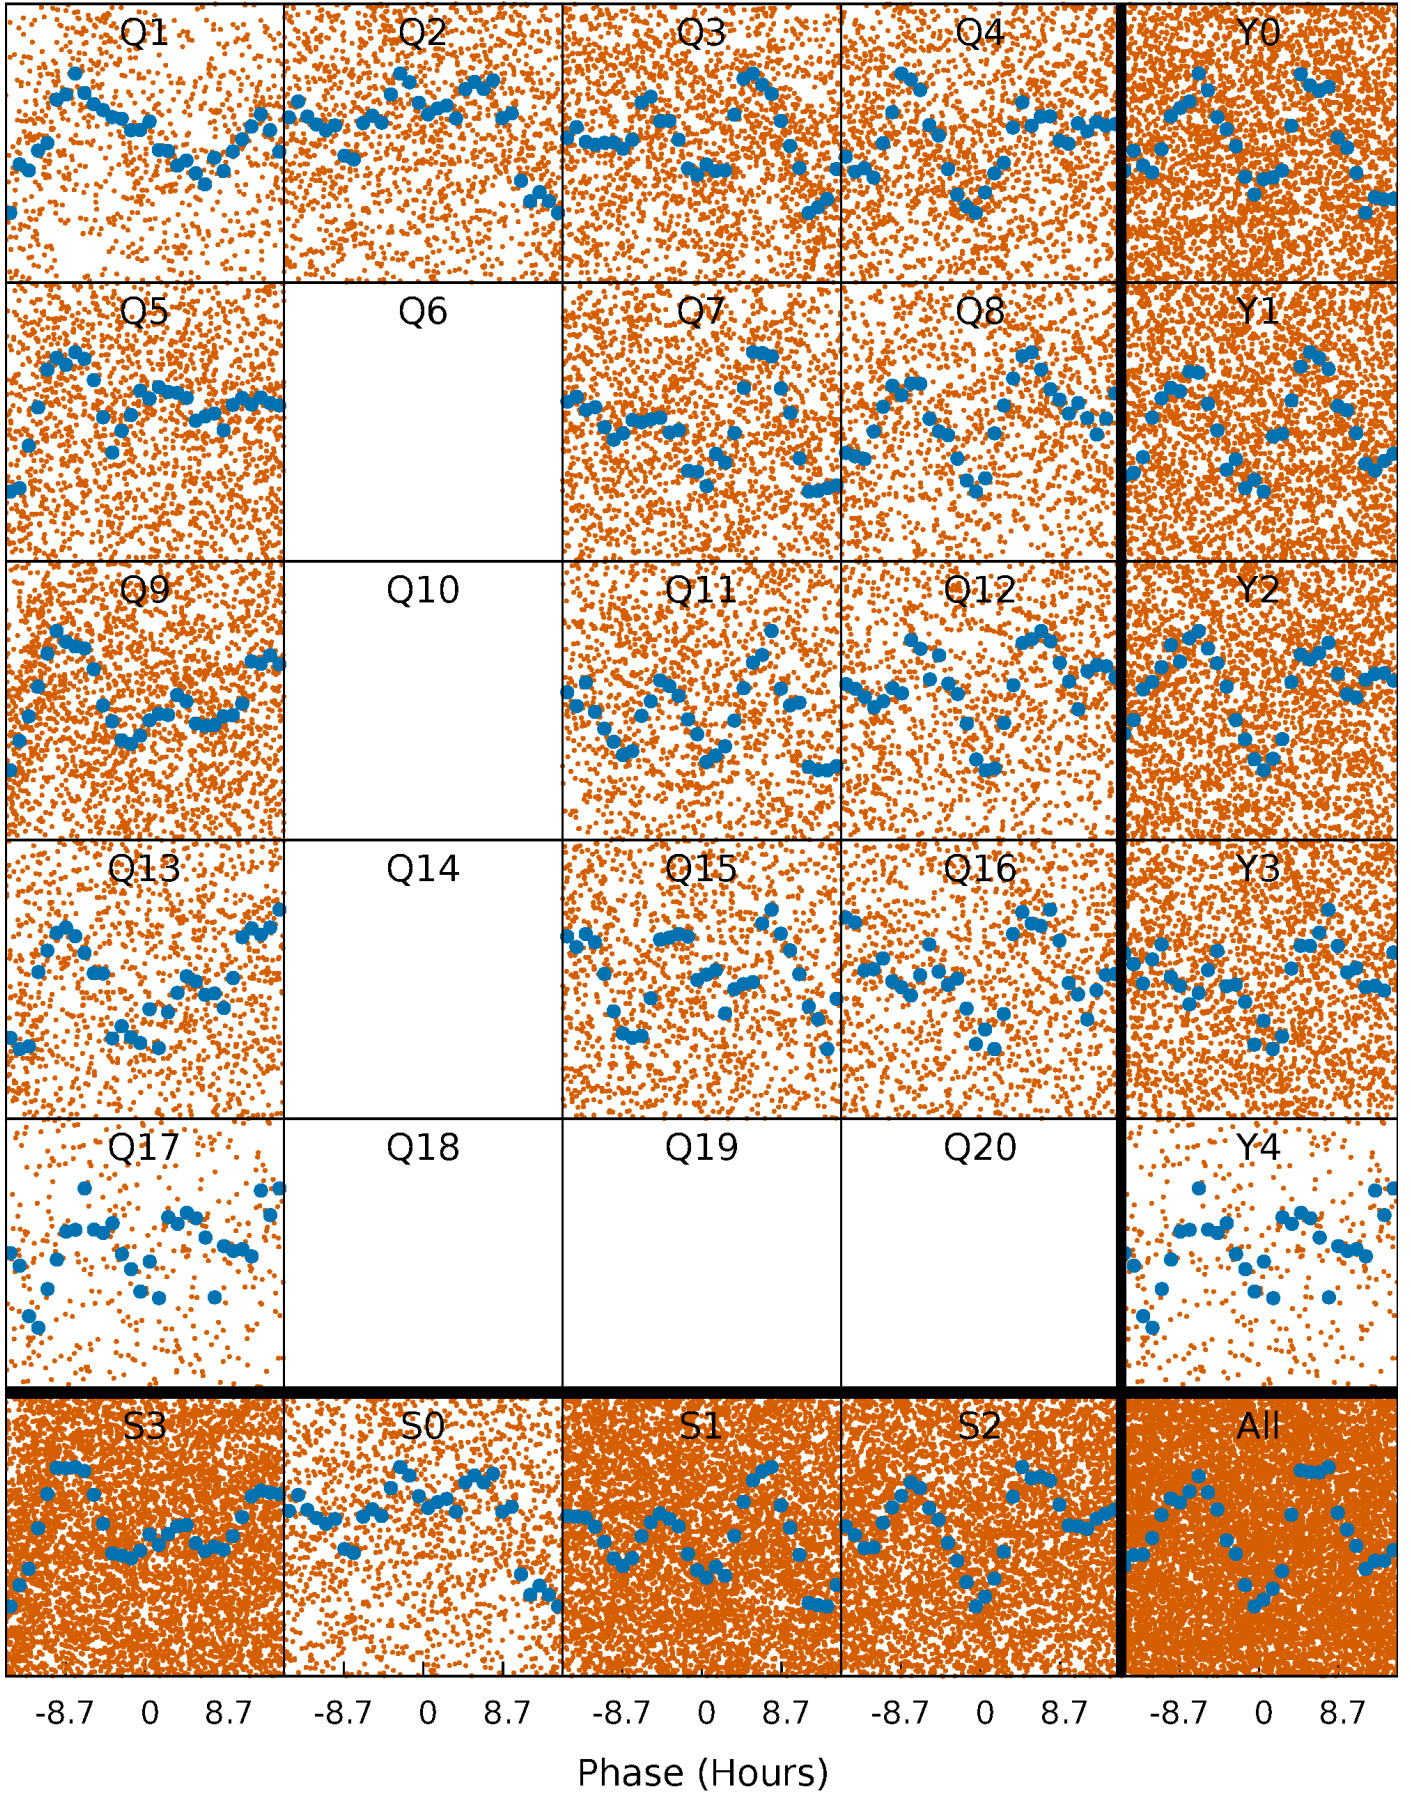 Q1 Q2 Q3 Q4 Y0
Q5 Q6 Q7 Q8 Y1
Q9 Q10 Q11 Q12 Y2
Q13 Q14 Q15 Q16 Y3
Q17 Q18 Q19 Q20 Y4
S3 S0 S1 S2 All
-8.7 0 8.7 -8.7 0 8.7 -8.7 0 8.7 -8.7 0 8.7 -8.7 0 8.7
Phase (Hours)